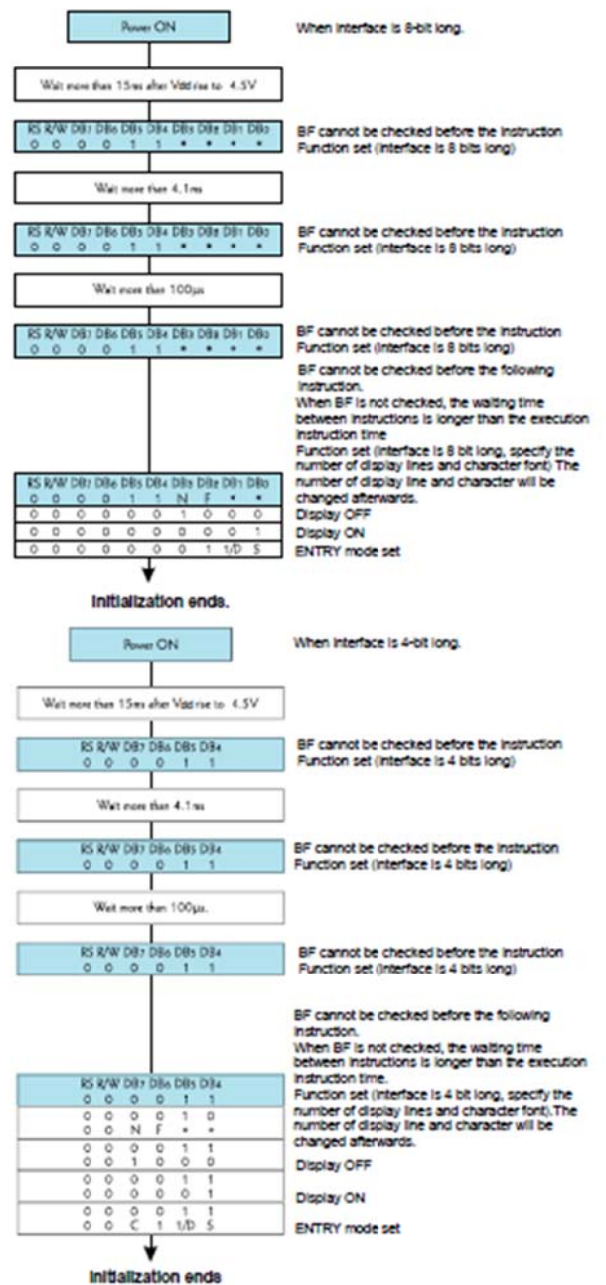 Power ON
When interface is 8-bit long.
Wait more than 15ms after Vdd rise to 4.5V
RS R/W DB7 DB6 DB5 DB4 DB3 DB2 DB1 DB0
0 0 0 0 1 1 * * * *
BF cannot be checked before the instruction
Function set (interface is 8 bits long)
Wait more than 4.1ms
RS R/W DB7 DB6 DB5 DB4 DB3 DB2 DB1 DB0
0 0 0 0 1 1 * * * *
BF cannot be checked before the instruction
Function set (interface is 8 bits long)
Wait more than 100µs
RS R/W DB7 DB6 DB5 DB4 DB3 DB2 DB1 DB0
0 0 0 0 1 1 * * * *
BF cannot be checked before the instruction
Function set (interface is 8 bits long)
BF cannot be checked before the following
instruction.
When BF is not checked, the waiting time
between instructions is longer than the execution
instruction time
Function set (interface is 8 bit long, specify the
number of display lines and character font) The
number of display line and character will be
changed afterwards.
RS R/W DB7 DB6 DB5 DB4 DB3 DB2 DB1 DB0
0 0 0 0 1 1 N F * *
0 0 0 0 0 0 1 0 0 0
Display OFF
0 0 0 0 0 0 0 0 0 1
Display ON
0 0 0 0 0 0 0 1 1/D S
ENTRY mode set
Initialization ends.
Power ON
When interface is 4-bit long.
Wait more than 15ms after Vdd rise to 4.5V
RS R/W DB7 DB6 DB5 DB4
0 0 0 0 1 1
BF cannot be checked before the instruction
Function set (interface is 4 bits long)
Wait more than 4.1ms
RS R/W DB7 DB6 DB5 DB4
0 0 0 0 1 1
BF cannot be checked before the instruction
Function set (interface is 4 bits long)
Wait more than 100µs.
RS R/W DB7 DB6 DB5 DB4
0 0 0 0 1 1
BF cannot be checked before the instruction
Function set (interface is 4 bits long)
BF cannot be checked before the following
instruction.
When BF is not checked, the waiting time
between instructions is longer than the execution
instruction time.
Function set (interface is 4 bit long, specify the
number of display lines and character font).The
number of display line and character will be
changed afterwards.
RS R/W DB7 DB6 DB5 DB4
0 0 0 0 1 1
0 0 0 0 1 0
0 0 N F * *
0 0 0 0 1 1
0 0 1 0 0 0
Display OFF
0 0 0 0 1 1
0 0 0 0 0 1
Display ON
0 0 0 0 1 1
0 0 C 1 1/D S
ENTRY mode set
Initialization ends